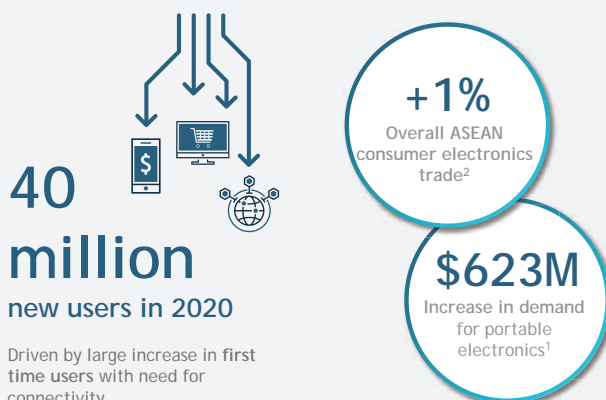 $
40
million
new users in 2020
Driven by large increase in first
time users with need for
connectivity
+1%
Overall ASEAN
consumer electronics
trade²
$623M
Increase in demand
for portable
electronics¹